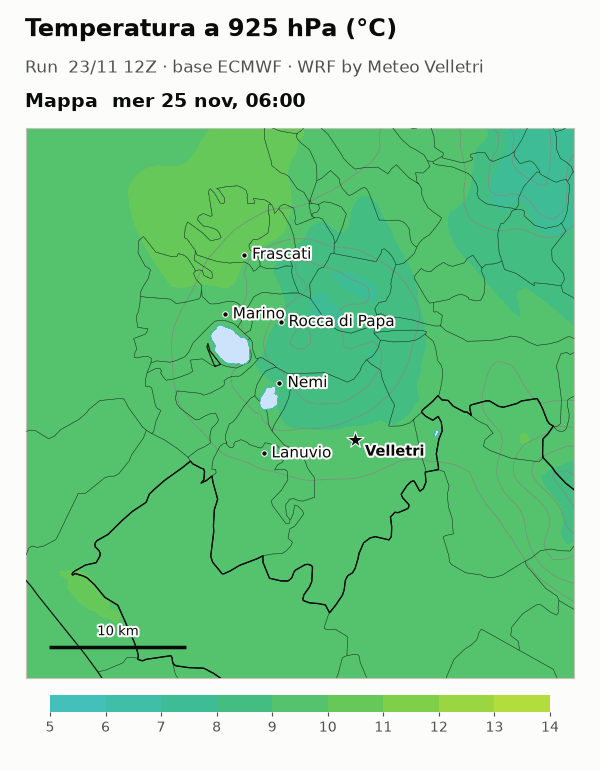 Temperatura a 925 hPa (°C)
Run  23/11 12Z · base ECMWF · WRF by Meteo Velletri
Mappa  mer 25 nov, 06:00
Frascati
Marino
Rocca di Papa
Nemi
Velletri
Lanuvio
10 km
5 6 7 8 9 10 11 12 13 14